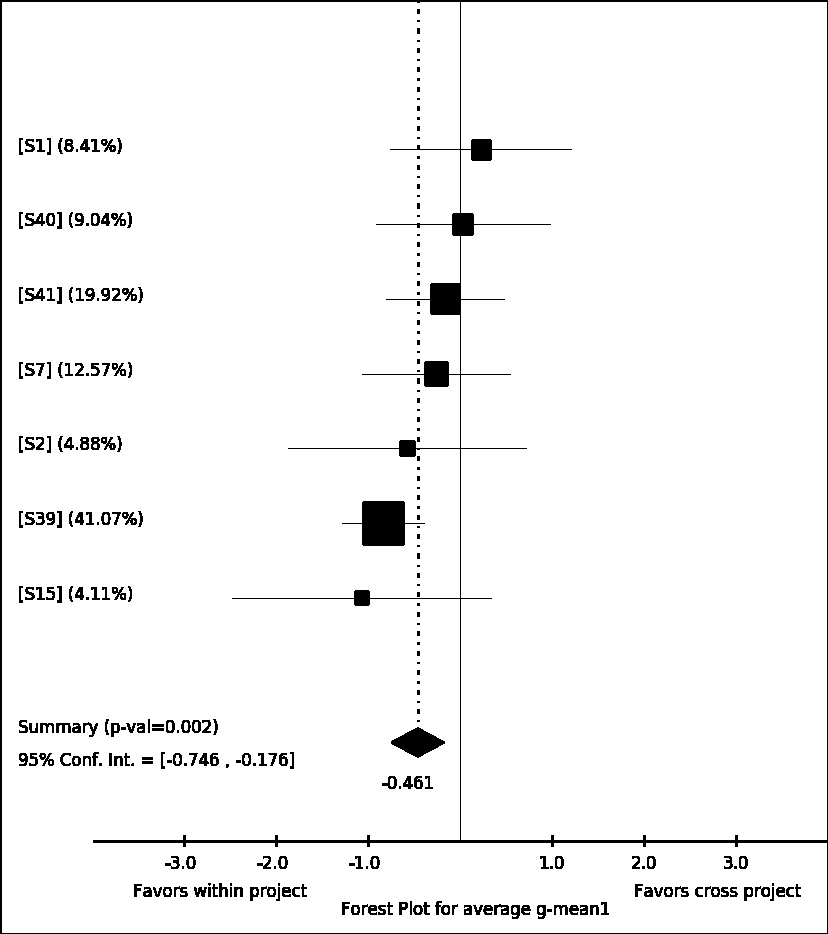 [S1] (8.41%)
[S40] (9.04%)
[S41] (19.92%)
[S7] (12.57%)
[S2] (4.88%)
[S39] (41.07%)
[S15] (4.11%)
Summary (p-val=0.002)
95% Conf. Int. = [-0.746 , -0.176]
-0.461
-3.0 -2.0 -1.0 1.0 2.0 3.0
Favors within project Favors cross project
Forest Plot for average g-mean1